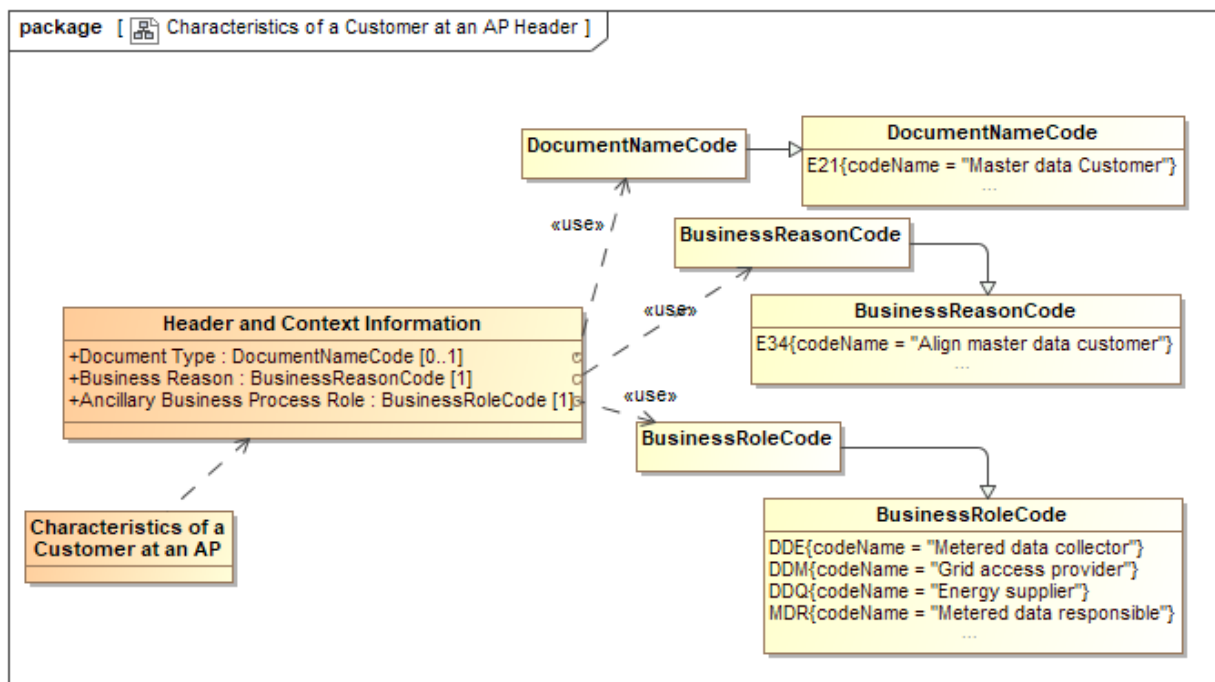 package [ Characteristics of a Customer at an AP Header ]
DocumentNameCode
DocumentNameCode
E21{codeName = "Master data Customer"}
...
«use»
BusinessReasonCode
«use»
BusinessReasonCode
E34{codeName = "Align master data customer"}
...
Header and Context Information
+Document Type : DocumentNameCode [0..1]
+Business Reason : BusinessReasonCode [1]
+Ancillary Business Process Role : BusinessRoleCode [1]
«use»
BusinessRoleCode
BusinessRoleCode
DDE{codeName = "Metered data collector"}
DDM{codeName = "Grid access provider"}
DDQ{codeName = "Energy supplier"}
MDR{codeName = "Metered data responsible"}
...
Characteristics of a
Customer at an AP